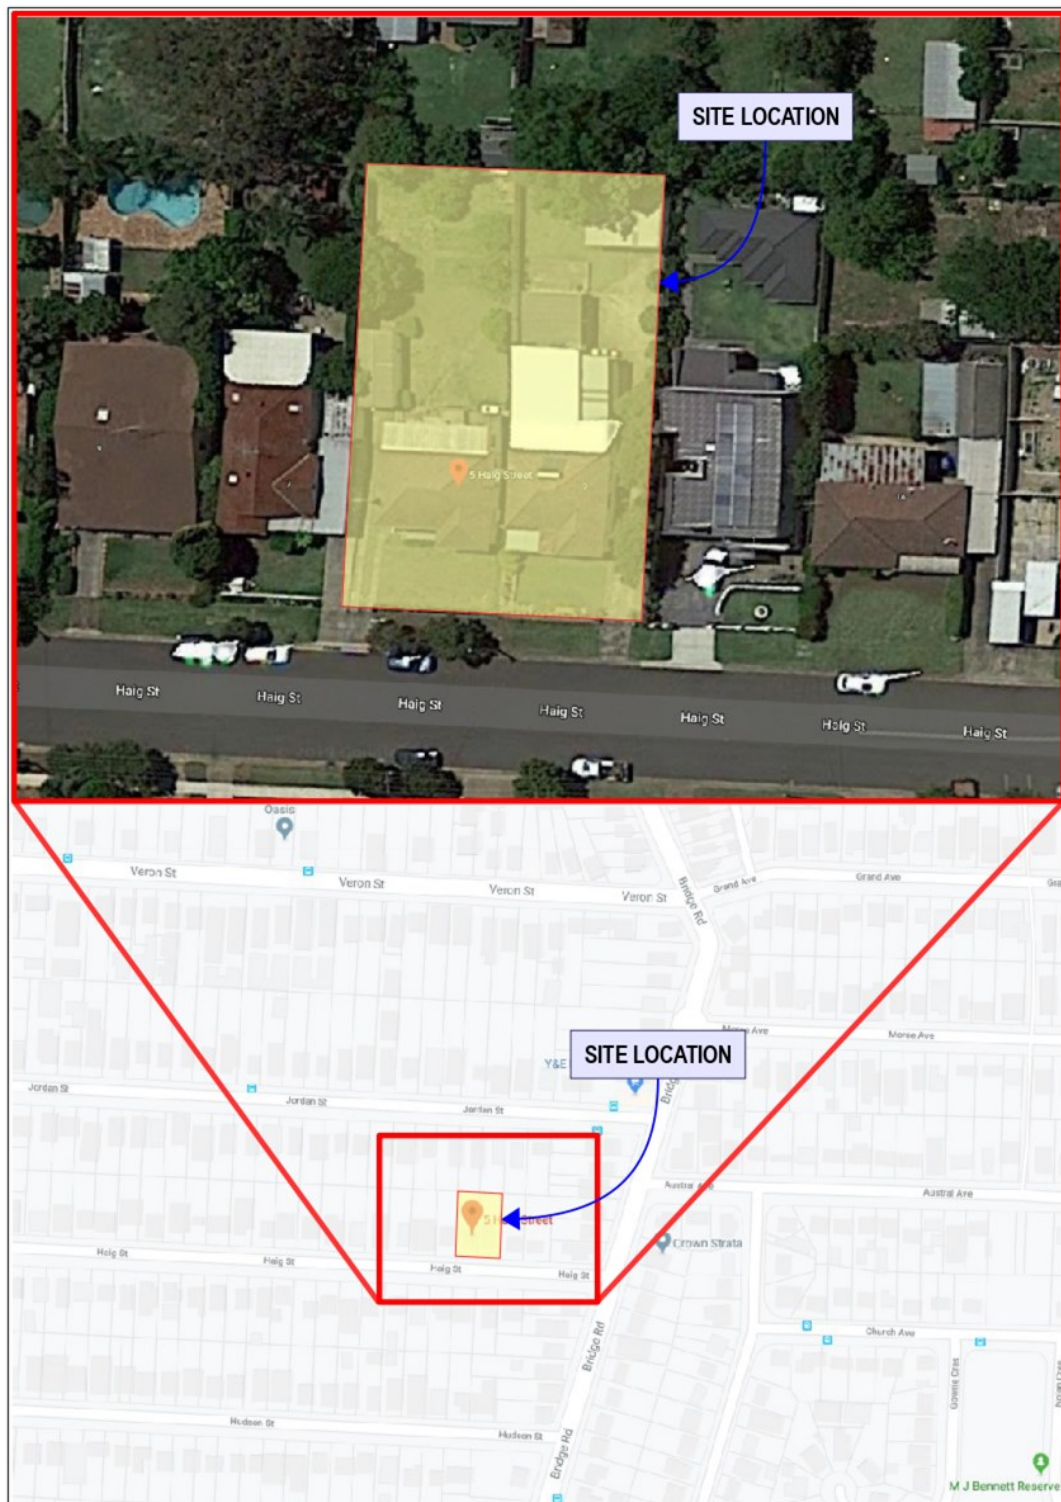 SITE LOCATION
5 Haig Street
Haig St
Haig St
Haig St
Haig St
Haig St
Haig St
Haig St
Oasis
Veron St
Veron St
Veron St
Veron St
Bridge Rd
Grand Ave
Grand Ave
Morse Ave
Morse Ave
SITE LOCATION
Y&E
Jordan St
Jordan St
Jordan St
Austral Ave
Austral Ave
Street
Crown Strata
Haig St
Haig St
Haig St
Haig St
Church Ave
Bridge Rd
Gowrie Cres
Hudson St
Hudson St
Bridge Rd
M J Bennett Reserve